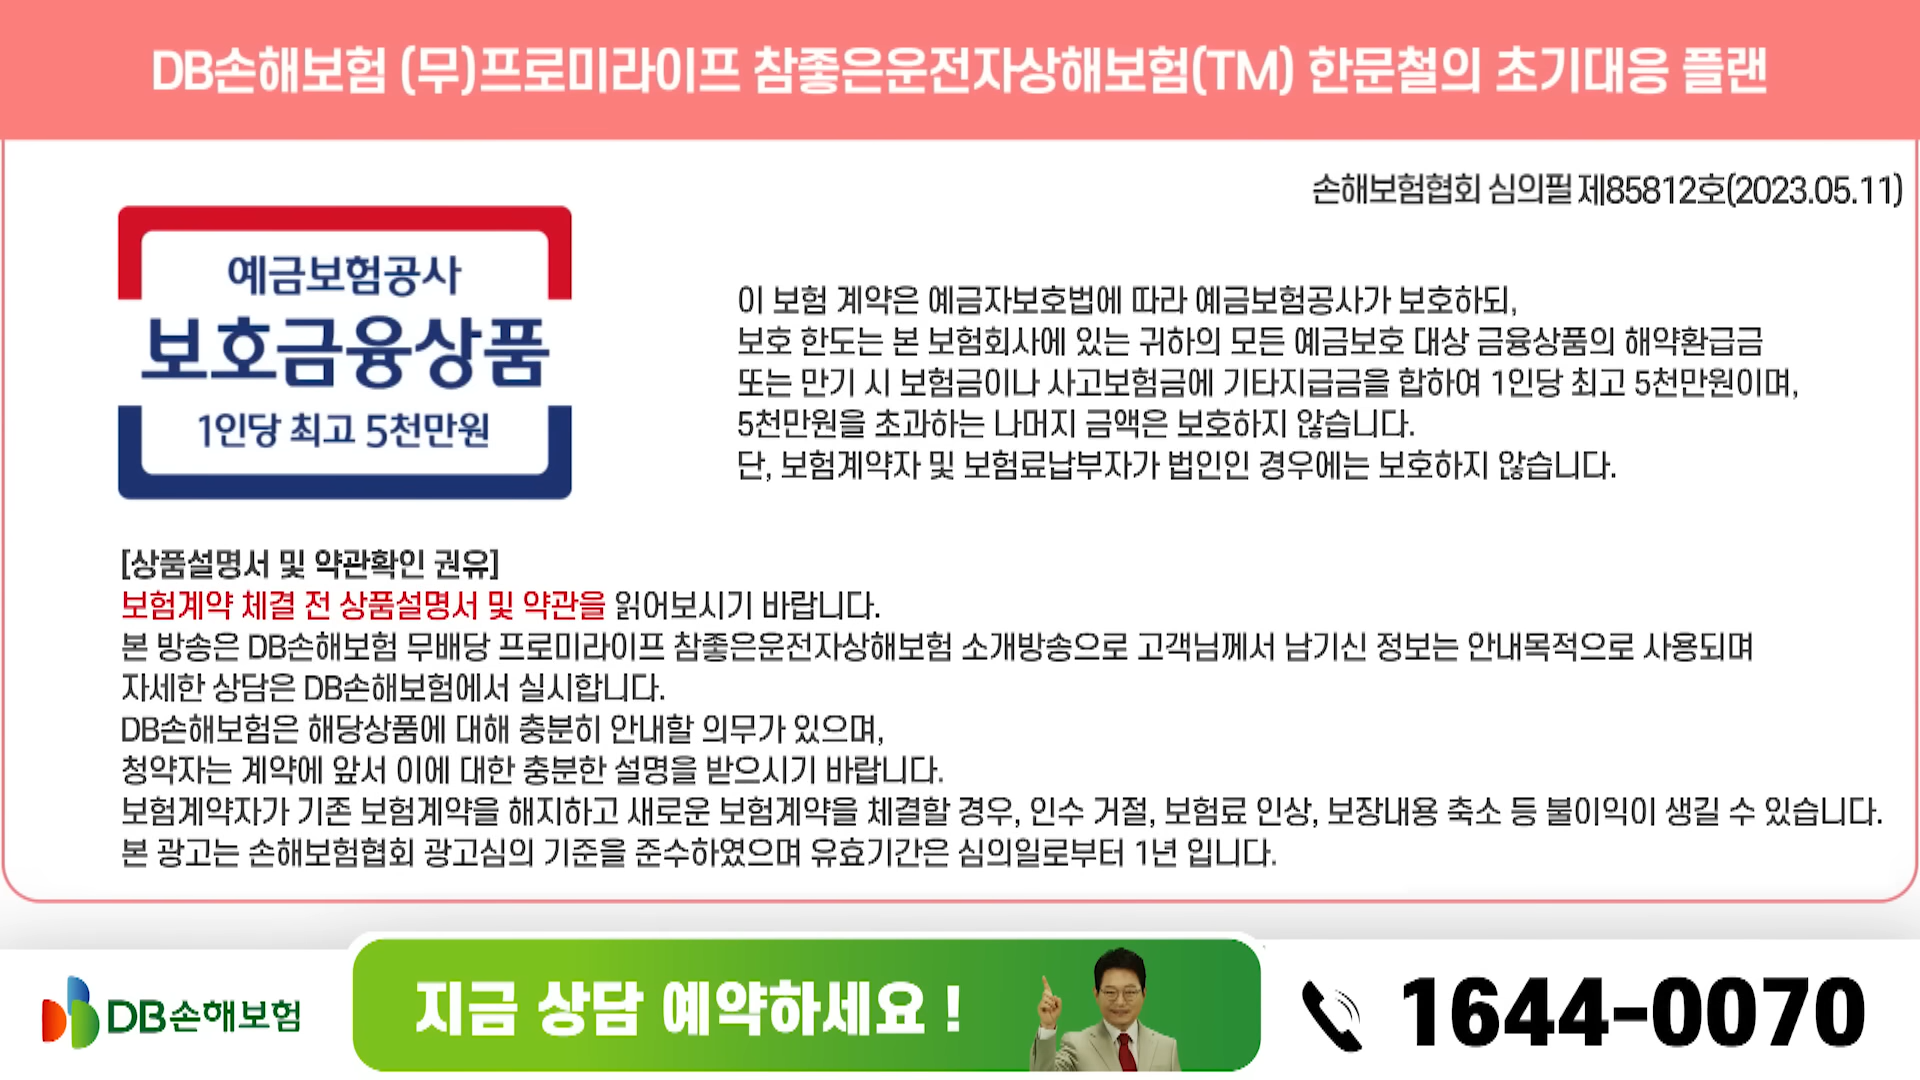 DB손해보험 (무)프로미라이프 참좋은운전자상해보험(TM) 한문철의 초기대응 플랜
손해보험협회 심의필 제85812호(2023.05.11)
예금보험공사
보호금융상품
1인당 최고 5천만원
이 보험 계약은 예금자보호법에 따라 예금보험공사가 보호하되,
보호 한도는 본 보험회사에 있는 귀하의 모든 예금보호 대상 금융상품의 해약환급금
또는 만기 시 보험금이나 사고보험금에 기타지급금을 합하여 1인당 최고 5천만원이며,
5천만원을 초과하는 나머지 금액은 보호하지 않습니다.
단, 보험계약자 및 보험료납부자가 법인인 경우에는 보호하지 않습니다.
[상품설명서 및 약관확인 권유]
보험계약 체결 전 상품설명서 및 약관을 읽어보시기 바랍니다.
본 방송은 DB손해보험 무배당 프로미라이프 참좋은운전자상해보험 소개방송으로 고객님께서 남기신 정보는 안내목적으로 사용되며
자세한 상담은 DB손해보험에서 실시합니다.
DB손해보험은 해당상품에 대해 충분히 안내할 의무가 있으며,
청약자는 계약에 앞서 이에 대한 충분한 설명을 받으시기 바랍니다.
보험계약자가 기존 보험계약을 해지하고 새로운 보험계약을 체결할 경우, 인수 거절, 보험료 인상, 보장내용 축소 등 불이익이 생길 수 있습니다.
본 광고는 손해보험협회 광고심의 기준을 준수하였으며 유효기간은 심의일로부터 1년 입니다.
DB손해보험
지금 상담 예약하세요 !
1644-0070